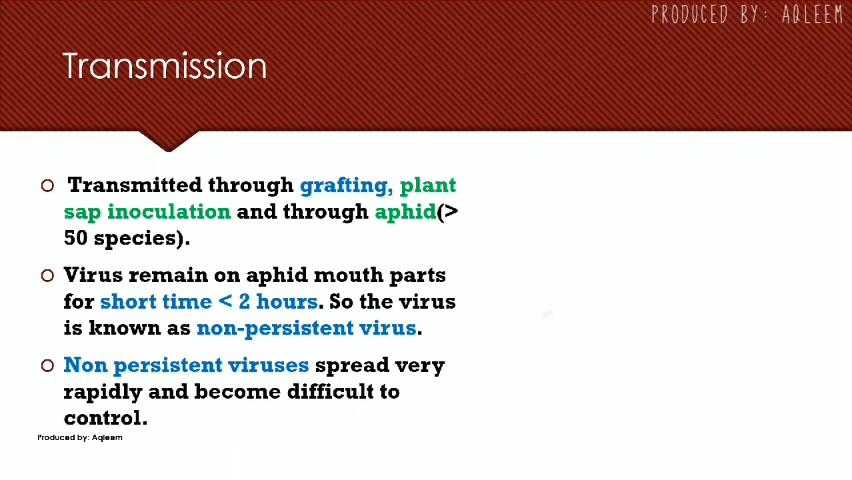 PRODUCED BY: AQLEEM
Transmission
Transmitted through grafting, plant
sap inoculation and through aphid(>
50 species).
Virus remain on aphid mouth parts
for short time < 2 hours. So the virus
is known as non-persistent virus.
Non persistent viruses spread very
rapidly and become difficult to
control.
Produced by: Aqleem